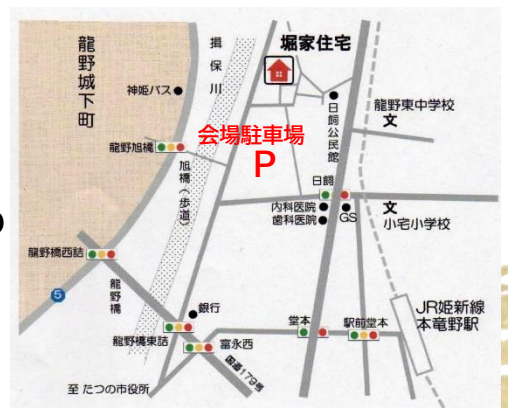 龍野城下町
揖保川
堀家住宅
神姫バス
日飼公民館
龍野東中学校
文
会場駐車場
P
龍野旭橋
旭橋(歩道)
日飼
内科医院
歯科医院
GS
文
小宅小学校
龍野橋西詰
5
龍野橋
銀行
JR姫新線
本竜野駅
龍野橋東詰
富永西
堂本
駅前堂本
国道179号
至 たつの市役所